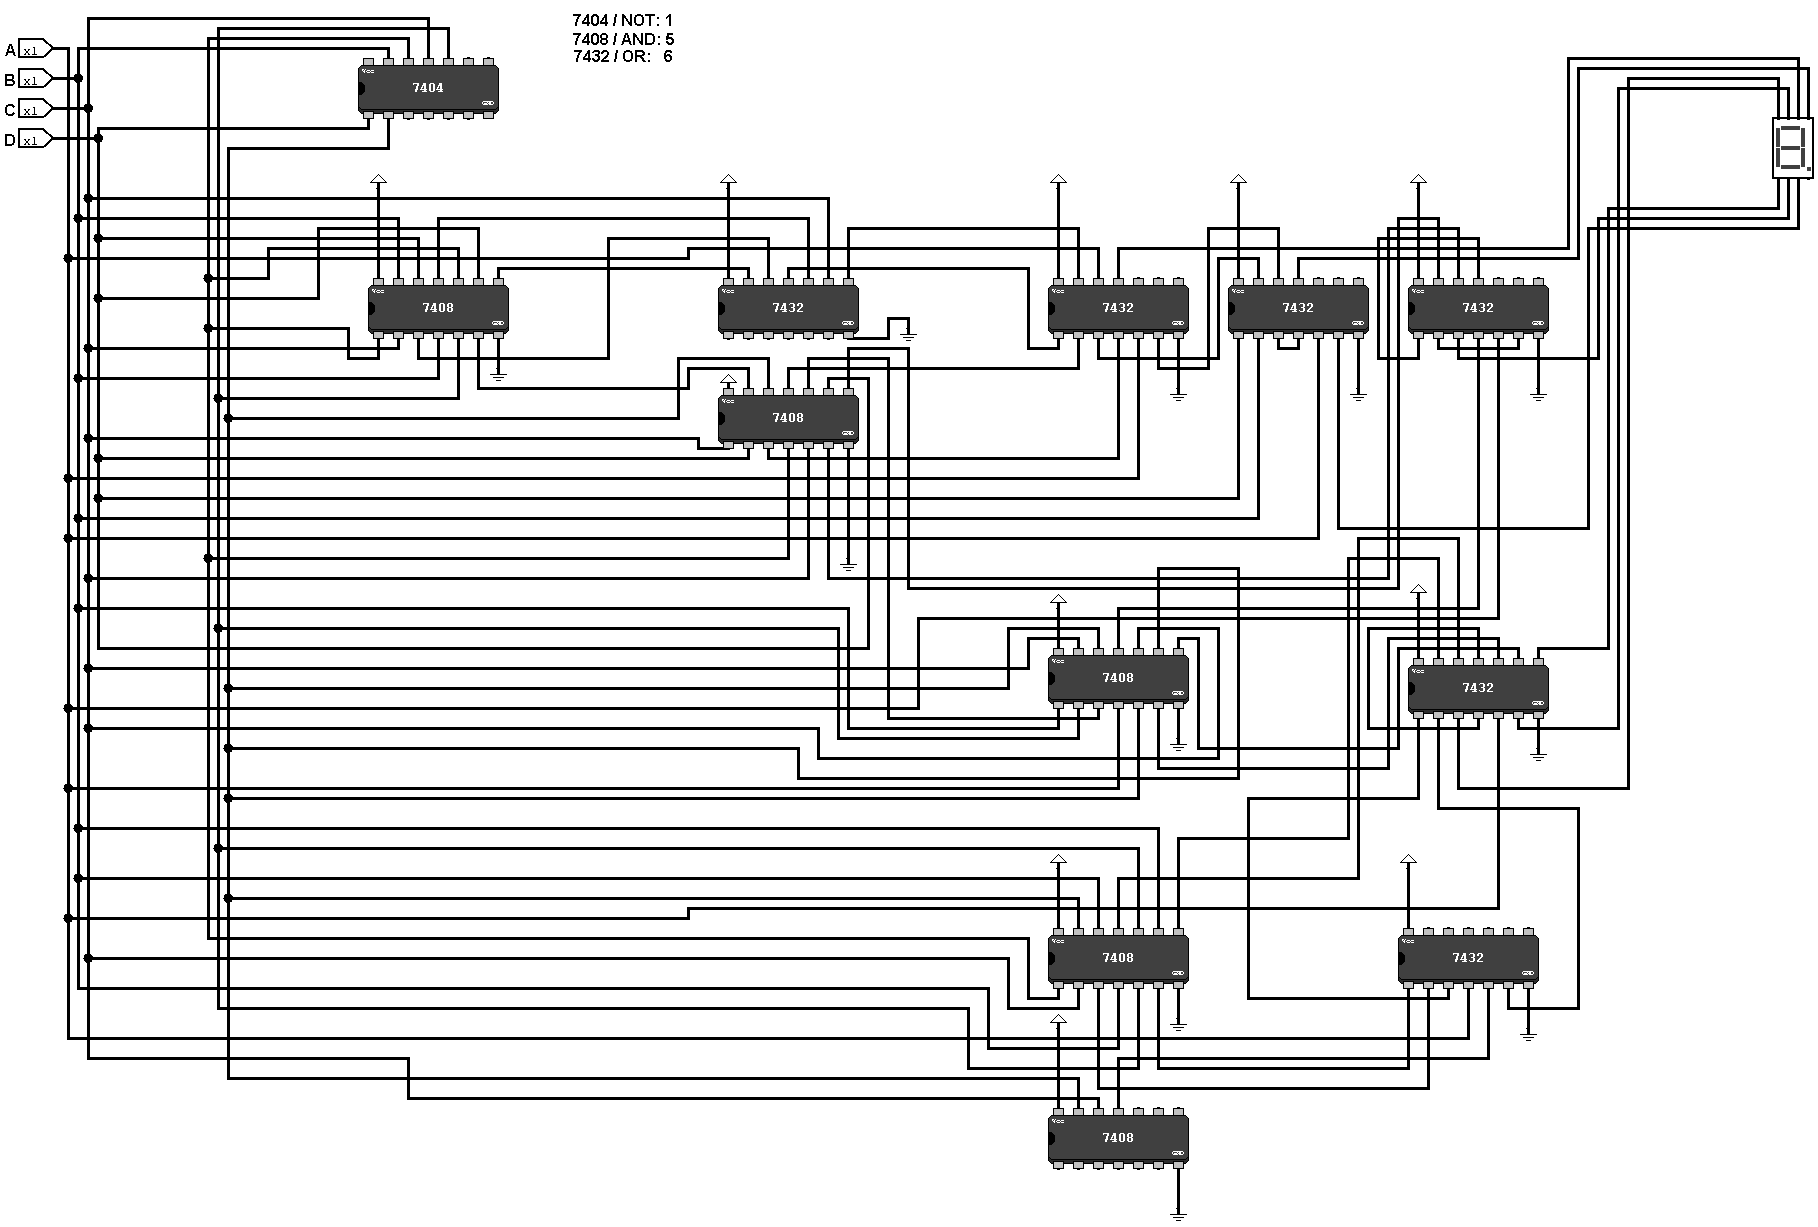 7404 / NOT: 1
7408 / AND: 5
7432 / OR: 6
A x1
B x1
C x1
D x1
Vcc
7404
GND
Vcc
7408
GND
Vcc
7432
GND
Vcc
7432
GND
Vcc
7432
GND
Vcc
7432
GND
Vcc
7408
GND
Vcc
7408
GND
Vcc
7432
GND
Vcc
7408
GND
Vcc
7432
GND
Vcc
7408
GND